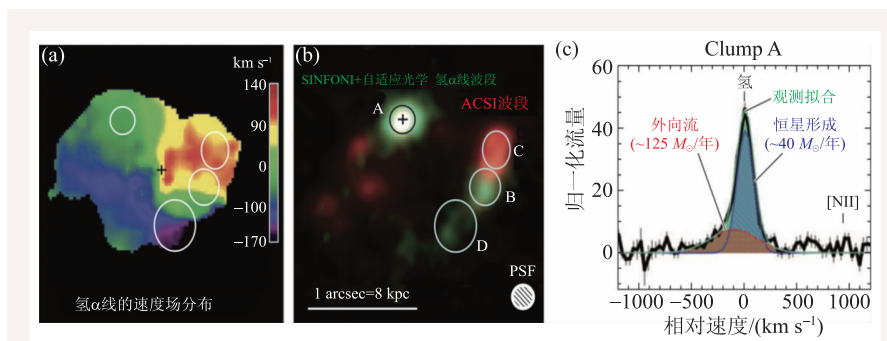 (a)
km s⁻¹
140
90
0
−100
−170
氢α线的速度场分布
(b)
SINFONI+自适应光学 氢α线波段
A
ACSI波段
C
B
D
PSF
1 arcsec=8 kpc
(c)
Clump A
60
40
20
0
归一化流量
氢
观测拟合
外向流
(~125 M⊙/年)
恒星形成
(~40 M⊙/年)
[NII]
−1000
−500
0
500
1000
相对速度/(km s⁻¹)